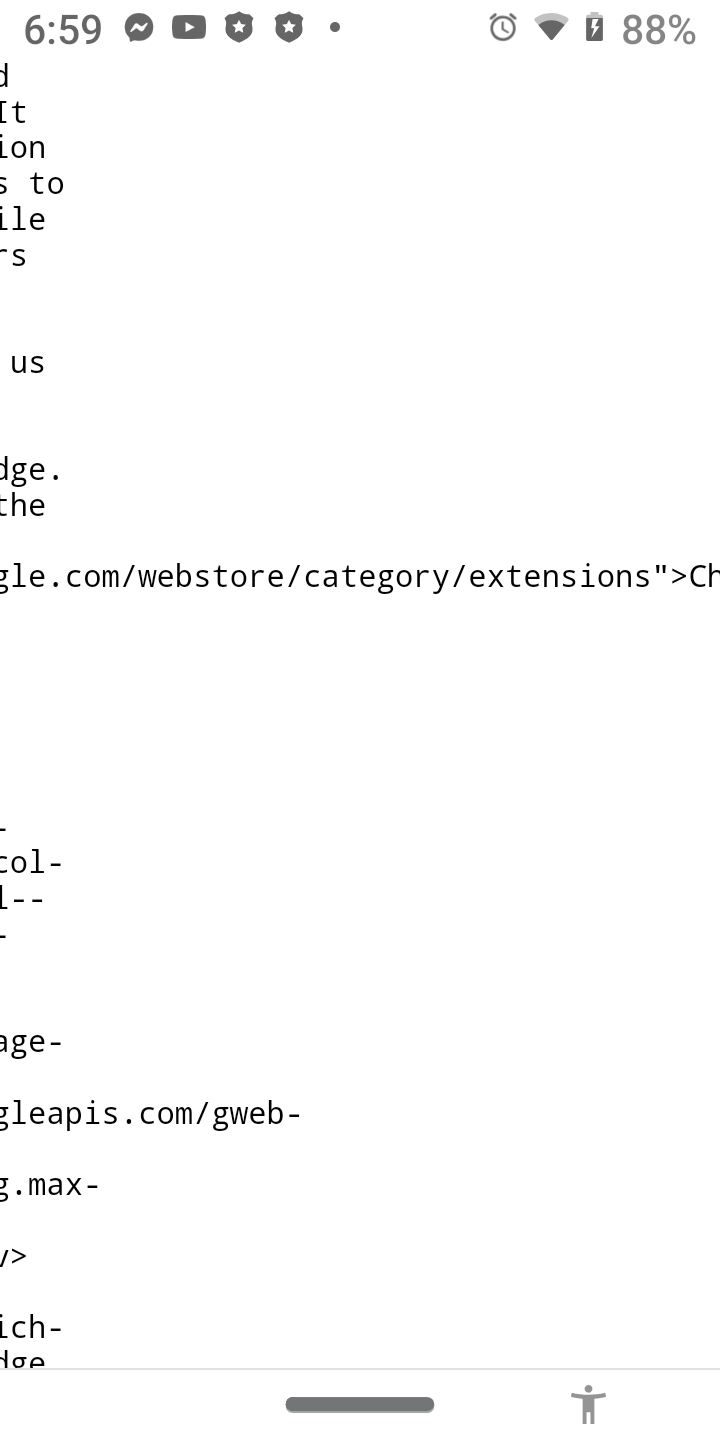 6:59 88%
d
It
ion
s to
ile
rs
us
dge.
the
gle.com/webstore/category/extensions">Ch
-
col-
l--
-
age-
gleapis.com/gweb-
g.max-
v>
ich-
dge